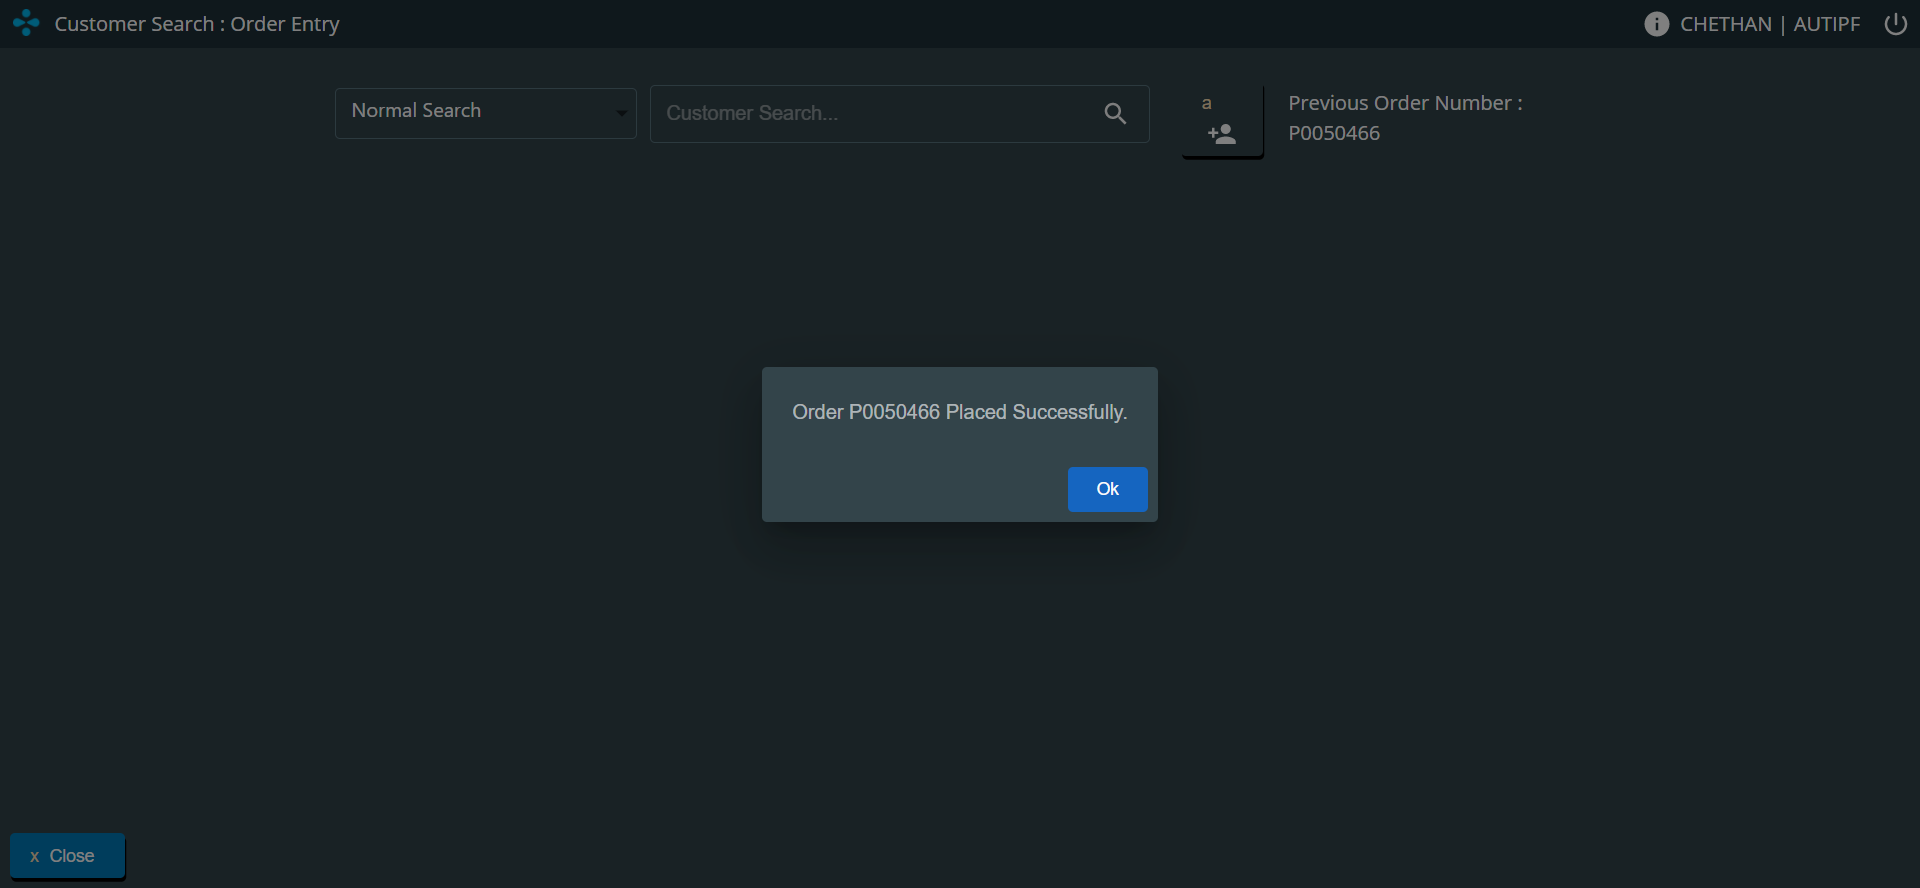 Customer Search : Order Entry
CHETHAN | AUTIPF
Normal Search
Customer Search...
a
Previous Order Number :
P0050466
Order P0050466 Placed Successfully.
Ok
x Close